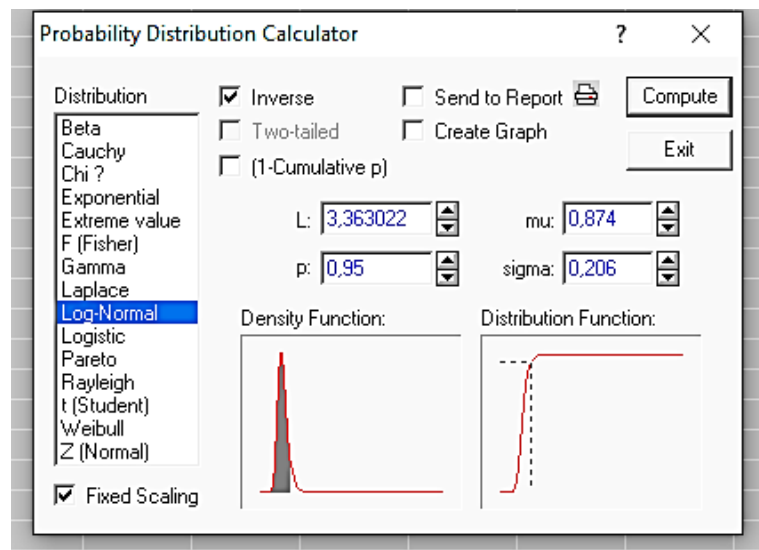 Probability Distribution Calculator ? ×
Distribution
Beta
Cauchy
Chi ?
Exponential
Extreme value
F (Fisher)
Gamma
Laplace
Log-Normal
Logistic
Pareto
Rayleigh
t (Student)
Weibull
Z (Normal)
Fixed Scaling
Inverse
Two-tailed
(1-Cumulative p)
Send to Report
Create Graph
Compute
Exit
L: 3,363022
mu: 0,874
p: 0,95
sigma: 0,206
Density Function:
Distribution Function: